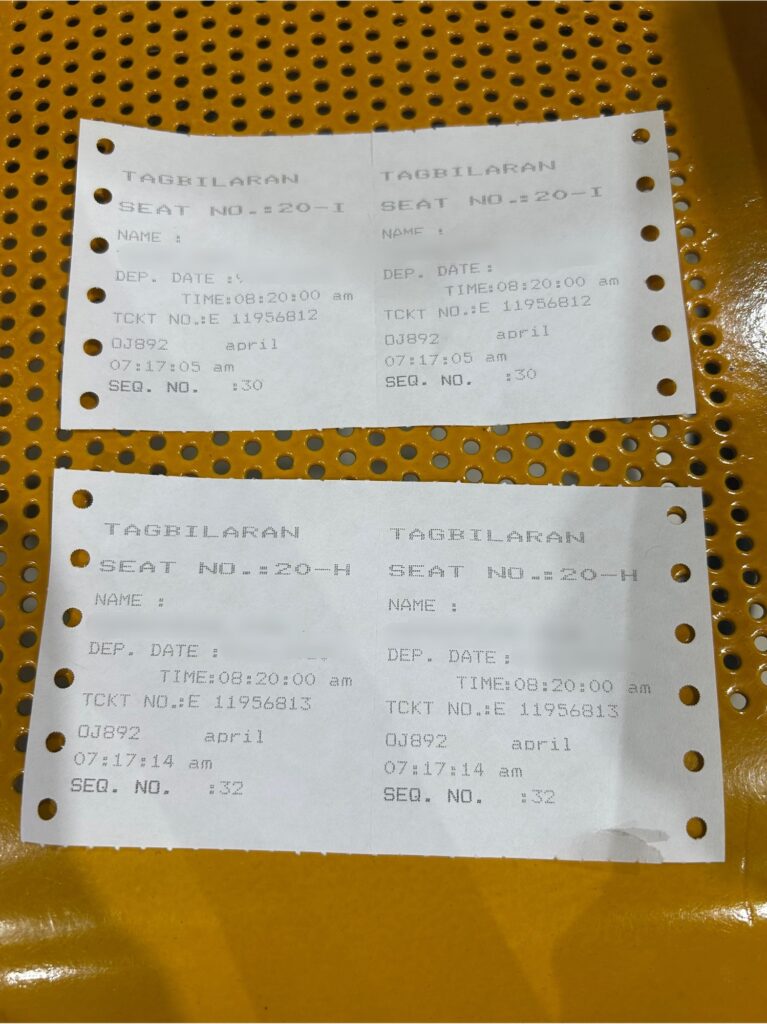 TAGBILARAN
SEAT NO.:20-I
NAME :
DEP. DATE :
TIME:08:20:00 am
TCKT NO.:E 11956812
OJ892 april
07:17:05 am
SEQ. NO. :30
TAGBILARAN
SEAT NO.:20-I
NAME :
DEP. DATE :
TIME:08:20:00 am
TCKT NO.:E 11956812
OJ892 april
07:17:05 am
SEQ. NO. :30
TAGBILARAN
SEAT NO.:20-H
NAME :
DEP. DATE :
TIME:08:20:00 am
TCKT NO.:E 11956813
OJ892 april
07:17:14 am
SEQ. NO. :32
TAGBILARAN
SEAT NO.:20-H
NAME :
DEP. DATE :
TIME:08:20:00 am
TCKT NO.:E 11956813
OJ892 april
07:17:14 am
SEQ. NO. :32